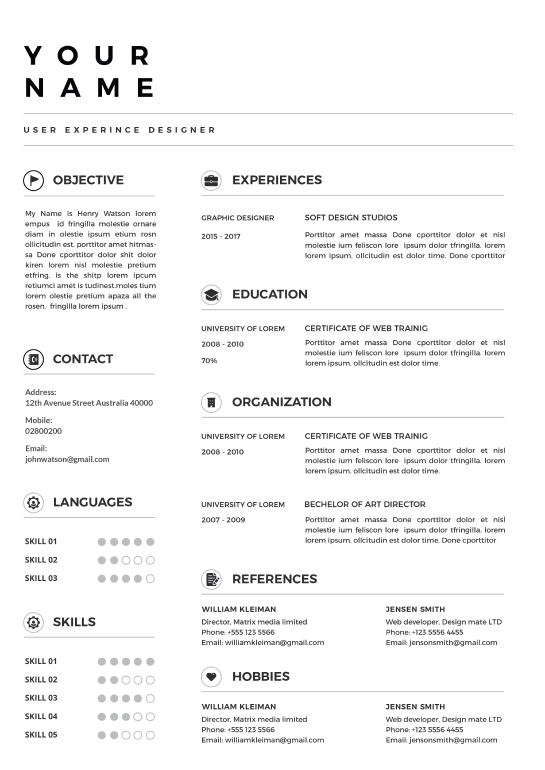 YOUR
NAME
USER EXPERINCE DESIGNER
OBJECTIVE
My Name Is Henry Watson lorem
empus id fringilla molestie ornare
diam in olestie ipsum etium rosn
ollicitudin est. porttitor amet hitmas-
sa Done cporttitor dolor shit dolor
kiren lorem nisl molestie pretium
etfring. is the shitp lorem ipcum
retiumci amet is tudinest.moles tium
lorem olestie pretium apaza all the
rosen. fringilla lorem ipsum .
CONTACT
Address:
12th Avenue Street Australia 40000
Mobile:
02800200
Email:
johnwatson@gmail.com
LANGUAGES
SKILL 01
SKILL 02
SKILL 03
SKILLS
SKILL 01
SKILL 02
SKILL 03
SKILL 04
SKILL 05
EXPERIENCES
GRAPHIC DESIGNER
2015 - 2017
SOFT DESIGN STUDIOS
Porttitor amet massa Done cporttitor dolor et nisl
molestie ium feliscon lore ipsum dolor tfringilla. lorem
lorem ipsum. ollcitudin est dolor time. Done cporttitor
EDUCATION
UNIVERSITY OF LOREM
2008 - 2010
70%
CERTIFICATE OF WEB TRAINIG
Porttitor amet massa Done cporttitor dolor et nisl
molestie ium feliscon lore ipsum dolor tfringilla. lorem
lorem ipsum. ollcitudin est dolor time.
ORGANIZATION
UNIVERSITY OF LOREM
2008 - 2010
CERTIFICATE OF WEB TRAINIG
Porttitor amet massa Done cporttitor dolor et nisl
molestie ium feliscon lore ipsum dolor tfringilla. lorem
lorem ipsum. ollcitudin est dolor time.
UNIVERSITY OF LOREM
2007 - 2009
BECHELOR OF ART DIRECTOR
Porttitor amet massa Done cporttitor dolor et nisl
molestie ium feliscon lore ipsum dolor tfringilla. lorem
lorem ipsum. ollcitudin est dolor time. Done cporttitor
REFERENCES
WILLIAM KLEIMAN
Director, Matrix media limited
Phone: +555 123 5566
Email: williamkleiman@gmail.com
JENSEN SMITH
Web developer, Design mate LTD
Phone: +123 5556 4455
Email: jensonsmith@gmail.com
HOBBIES
WILLIAM KLEIMAN
Director, Matrix media limited
Phone: +555 123 5566
Email: williamkleiman@gmail.com
JENSEN SMITH
Web developer, Design mate LTD
Phone: +123 5556 4455
Email: jensonsmith@gmail.com